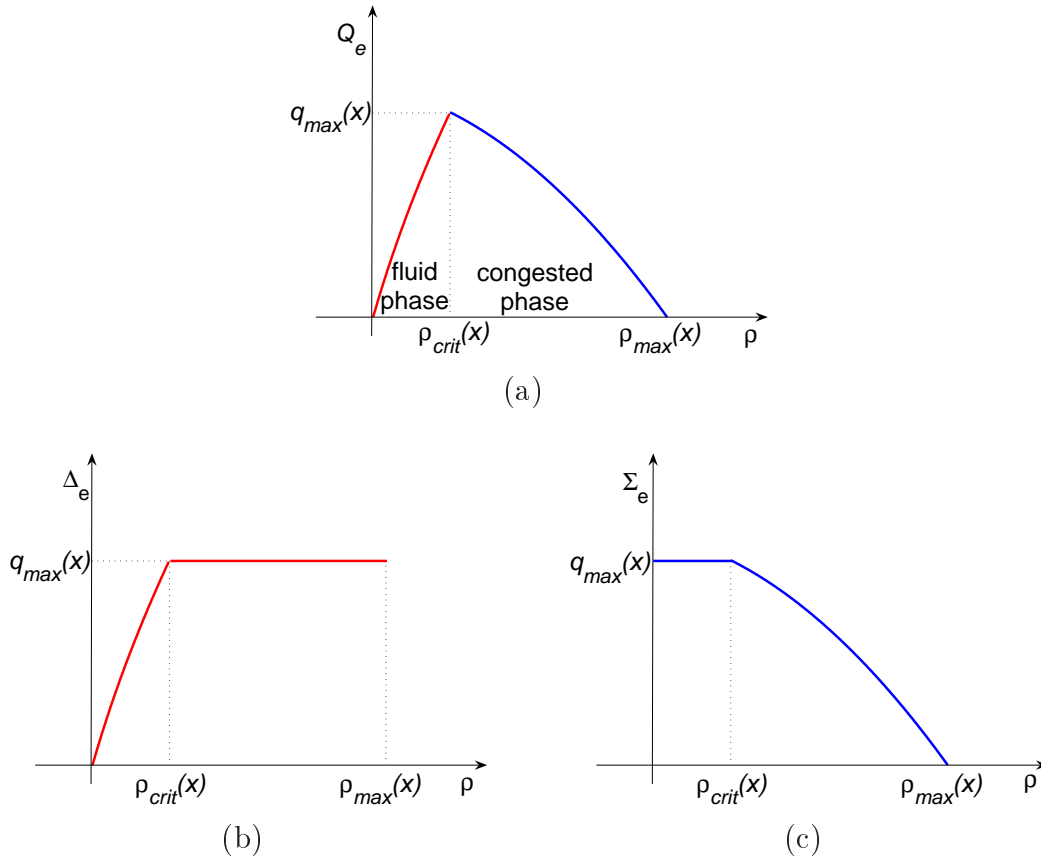 Q_e
q_max(x)
fluid phase
congested phase
ρ_crit(x)
ρ_max(x)
ρ
(a)
Δ_e
q_max(x)
ρ_crit(x)
ρ_max(x)
ρ
(b)
Σ_e
q_max(x)
ρ_crit(x)
ρ_max(x)
ρ
(c)